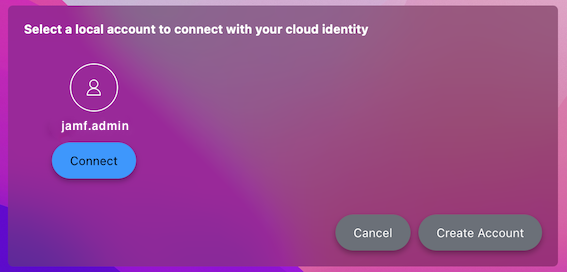 Select a local account to connect with your cloud identity
jamf.admin
Connect
Cancel
Create Account